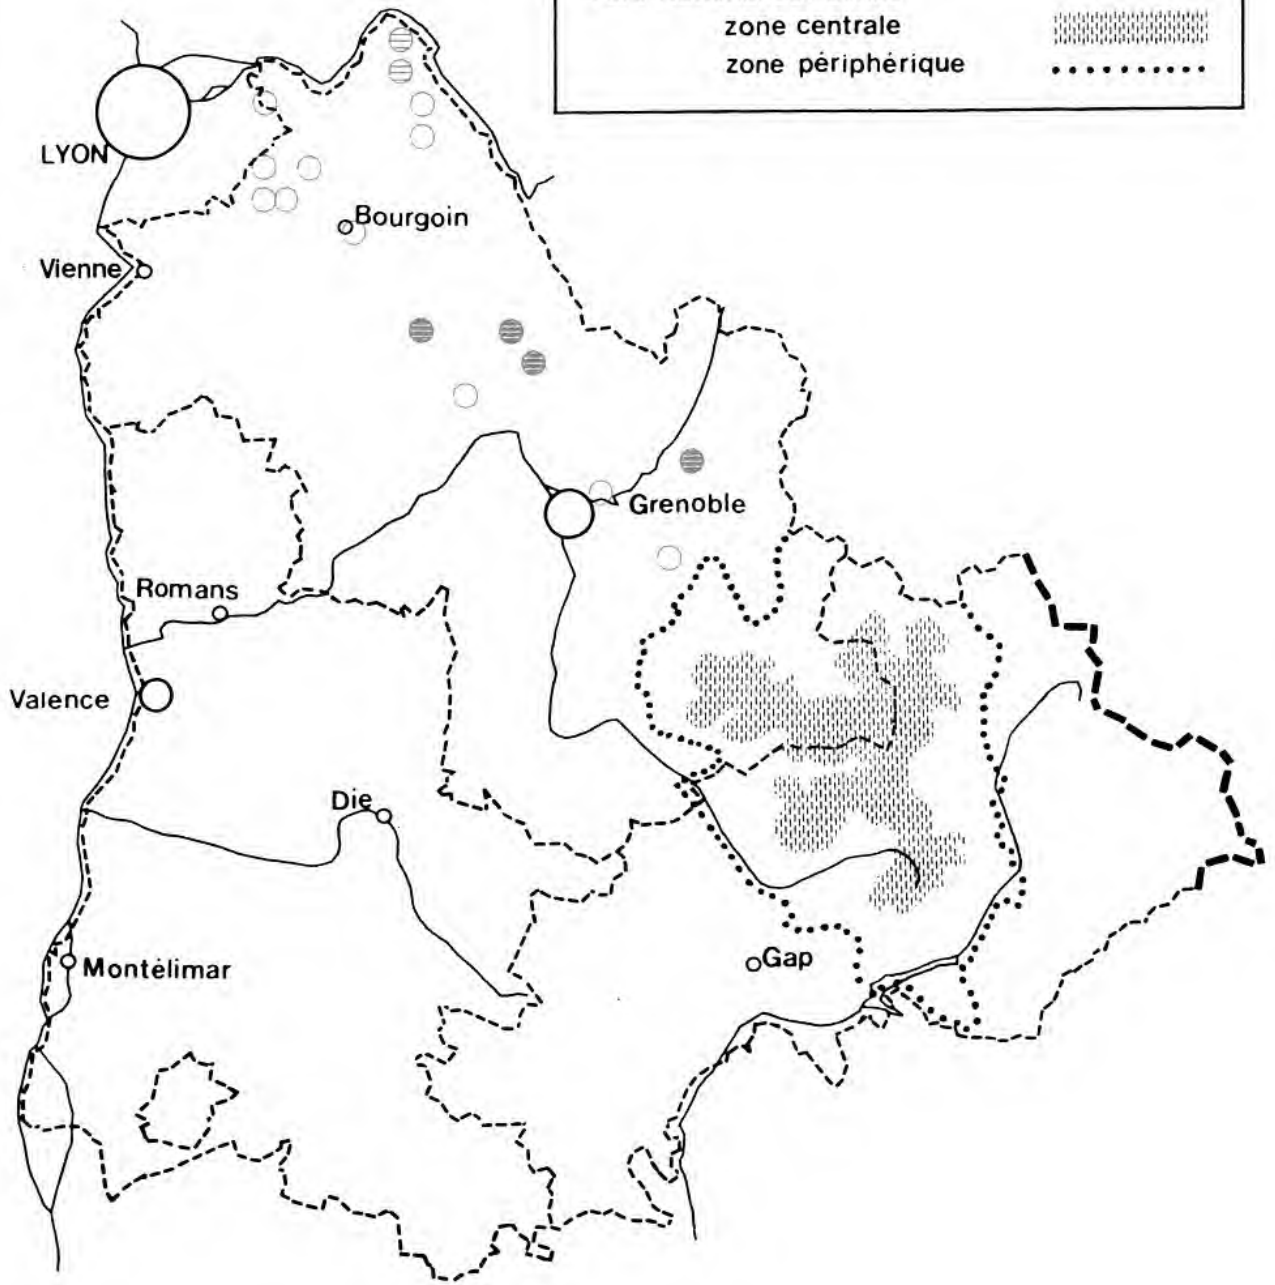 zone centrale
zone périphérique
LYON
Bourgoin
Vienne
Grenoble
Romans
Valence
Die
Gap
Montélimar